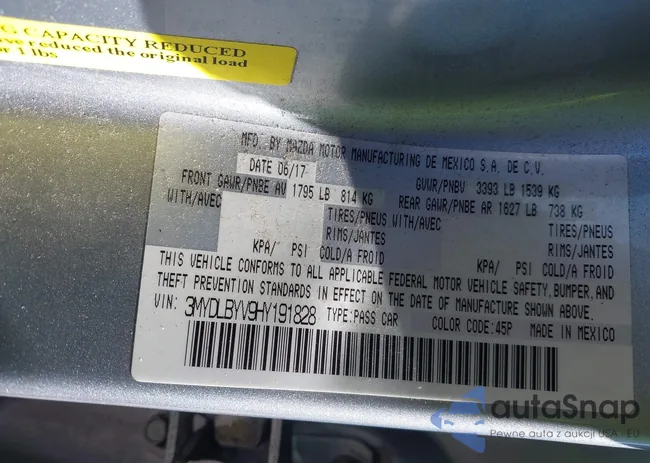 G CAPACITY REDUCED
ve reduced the original load
or 1 lbs
MFD. BY MAZDA MOTOR MANUFACTURING DE MEXICO S.A. DE C.V.
DATE 06/17 GVWR/PNBV 3393 LB 1539 KG
FRONT GAWR/PNBE AV 1795 LB 814 KG REAR GAWR/PNBE AR 1627 LB 738 KG
WITH/AVEC TIRES/PNEUS WITH/AVEC TIRES/PNEUS
RIMS/JANTES RIMS/JANTES
KPA/ PSI COLD/A FROID KPA/ PSI COLD/A FROID
THIS VEHICLE CONFORMS TO ALL APPLICABLE FEDERAL MOTOR VEHICLE SAFETY, BUMPER, AND
THEFT PREVENTION STANDARDS IN EFFECT ON THE DATE OF MANUFACTURE SHOWN ABOVE.
VIN: 3MYDLBYV9HY191828 TYPE:PASS CAR COLOR CODE:45P MADE IN MEXICO
autaSnap
Pewne auta z aukcji USA i EU